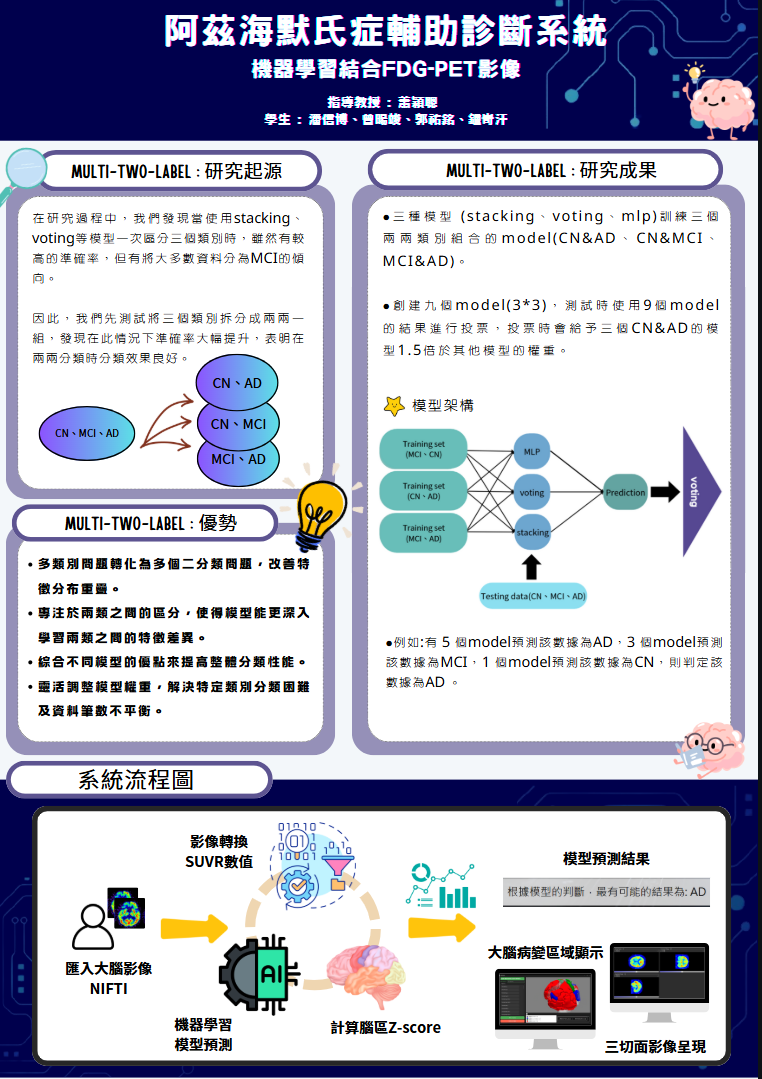 阿茲海默氏症輔助診斷系統
機器學習結合FDG-PET影像
指導教授 : 蕭穎聰
MULTI-TWO-LABEL : 研究起源
在研究過程中，我們發現當使用stacking、
voting等模型一次區分三個類別時，雖然有較
高的準確率，但有將大多數資料分為MCI的傾
向。
因此，我們先測試將三個類別拆分成兩兩一
組，發現在此情況下準確率大幅提升，表明在
兩兩分類時分類效果良好。
CN、MCI、AD
CN、AD
CN、MCI
MCI、AD
MULTI-TWO-LABEL : 優勢
• 多類別問題轉化為多個二分類問題，改善特
徵分布重疊。
• 專注於兩類之間的區分，使得模型能更深入
學習兩類之間的特徵差異。
• 綜合不同模型的優點來提高整體分類性能。
• 靈活調整模型權重，解決特定類別分類困難
及資料筆數不平衡。
MULTI-TWO-LABEL : 研究成果
●三種模型 (stacking、voting、mlp)訓練三個
兩兩類別組合的model(CN&AD、CN&MCI、
MCI&AD)。
●創建九個model(3*3)，測試時使用9個model
的結果進行投票，投票時會給予三個CN&AD的模
型1.5倍於其他模型的權重。
模型架構
Training set
(MCI、CN)
Training set
(CN、AD)
Training set
(MCI、AD)
MLP
voting
stacking
Prediction
voting
Testing data(CN、MCI、AD)
●例如:有 5 個model預測該數據為AD，3 個model預測
該數據為MCI，1 個model預測該數據為CN，則判定該
數據為AD 。
系統流程圖
匯入大腦影像
NIFTI
影像轉換
SUVR數值
機器學習
模型預測
AI
計算腦區Z-score
模型預測結果
根據模型的判斷，最有可能的結果為: AD
大腦病變區域顯示
三切面影像呈現